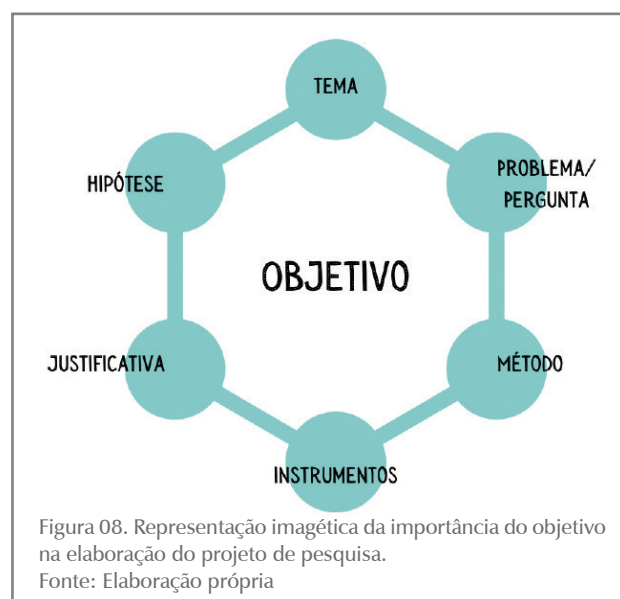 TEMA
HIPÓTESE
PROBLEMA/
PERGUNTA
OBJETIVO
JUSTIFICATIVA
MÉTODO
INSTRUMENTOS
Figura 08. Representação imagética da importância do objetivo
na elaboração do projeto de pesquisa.
Fonte: Elaboração própria